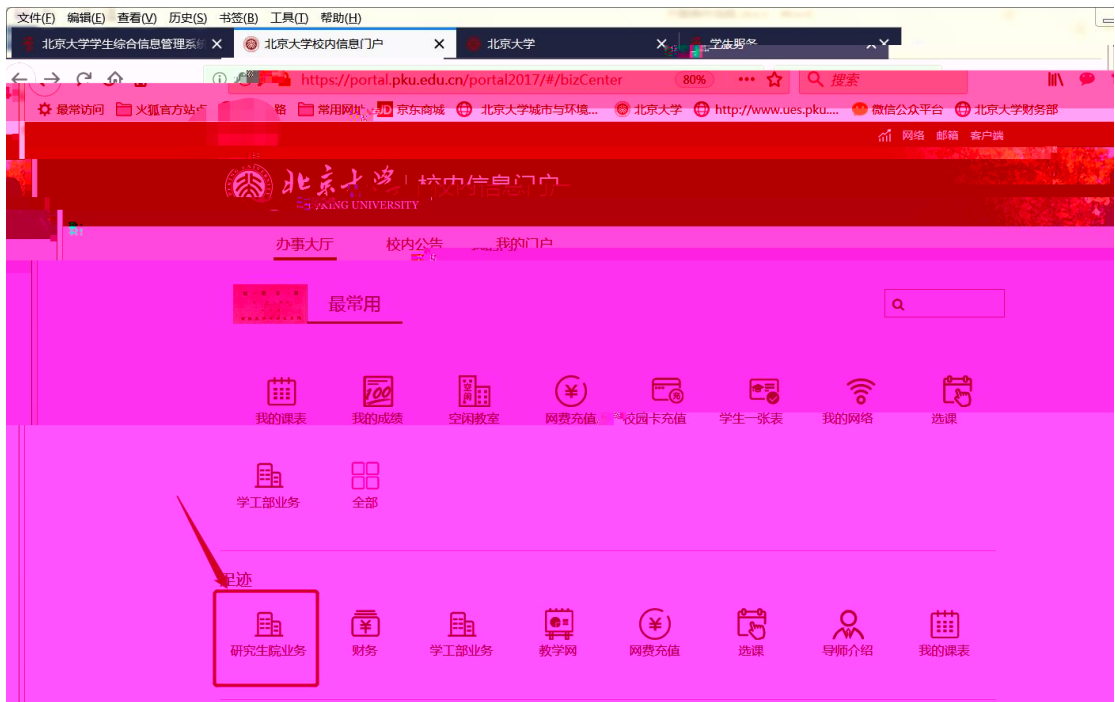 文件(F) 编辑(E) 查看(V) 历史(S) 书签(B) 工具(T) 帮助(H)
北京大学学生综合信息管理系统 北京大学校内信息门户 北京大学
https://portal.pku.edu.cn/portal2017/#/bizCenter 80% 搜索
最常访问 火狐官方站点 常用网址 京东商城 北京大学城市与环境... 北京大学 http://www.ues.pku.... 微信公众平台 北京大学财务部
网络 邮箱 客户端
北京大学 校内信息门户
PEKING UNIVERSITY
办事大厅 校内公告 我的门户
最常用
我的课表 我的成绩 空闲教室 网费充值 校园卡充值 学生一张表 我的网络 选课
学工部业务 全部
足迹
研究生院业务 财务 学工部业务 教学网 网费充值 选课 导师介绍 我的课表